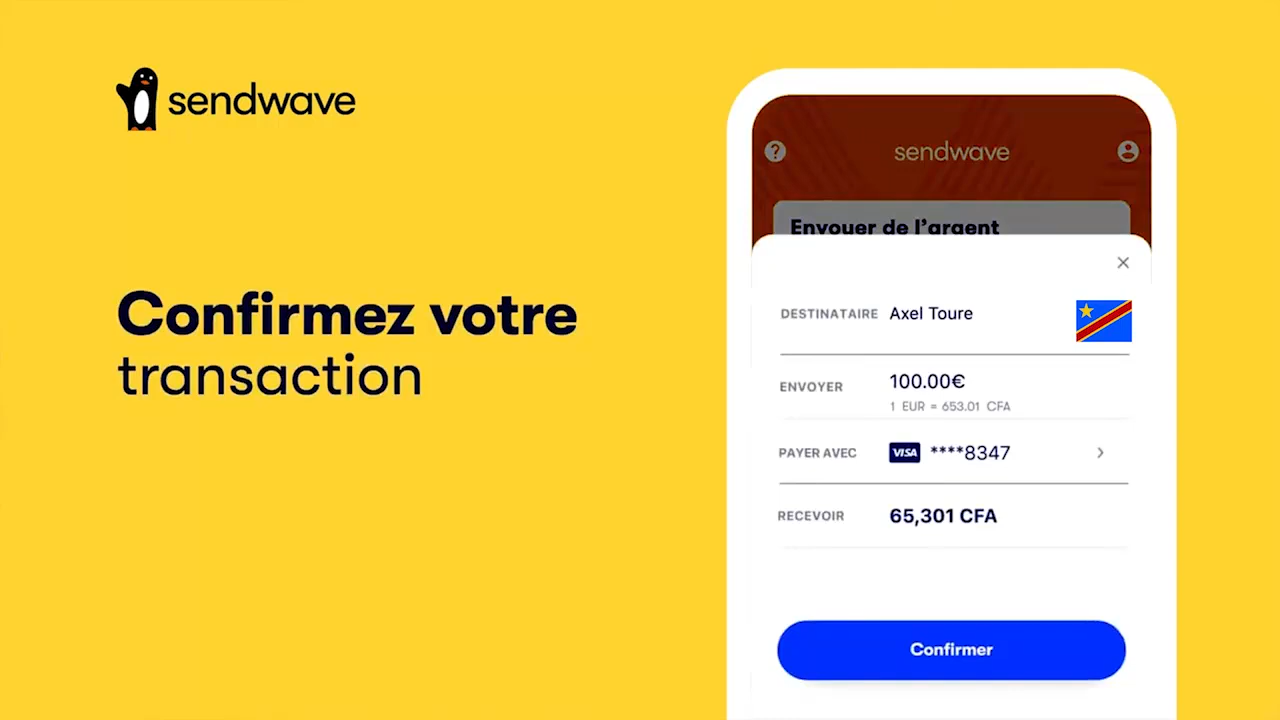 sendwave
Confirmez votre
transaction
?
sendwave
Envoyer de l'argent
DESTINATAIRE Axel Toure
ENVOYER 100.00€
1 EUR = 653.01 CFA
PAYER AVEC VISA ****8347
RECEVOIR 65,301 CFA
Confirmer